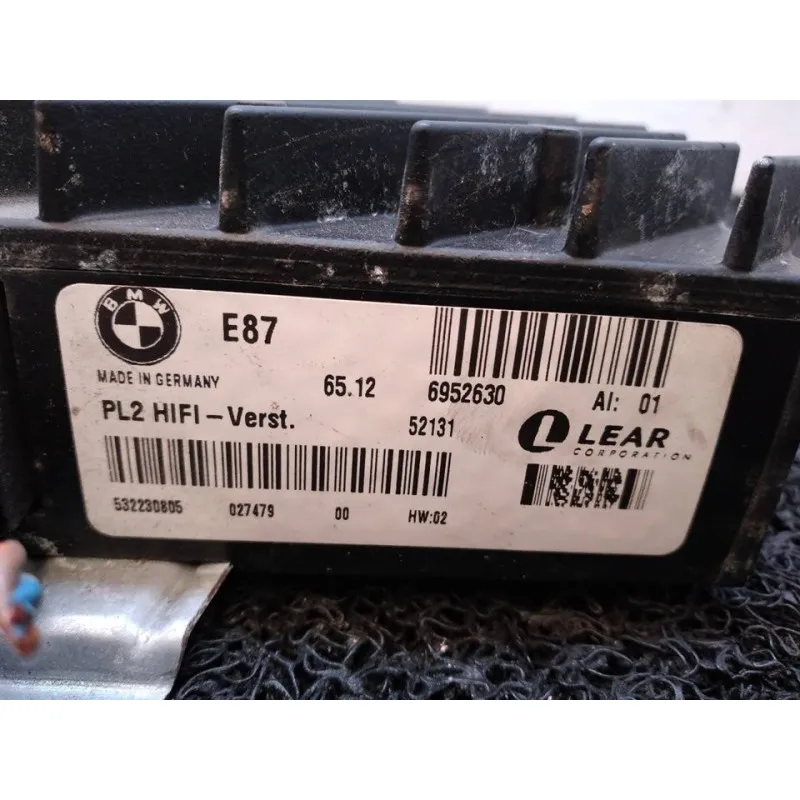 BMW
E87
MADE IN GERMANY
65.12 6952630 AI: 01
PL2 HIFI-Verst. 52131
LEAR
CORPORATION
532230805 027479 00 HW:02